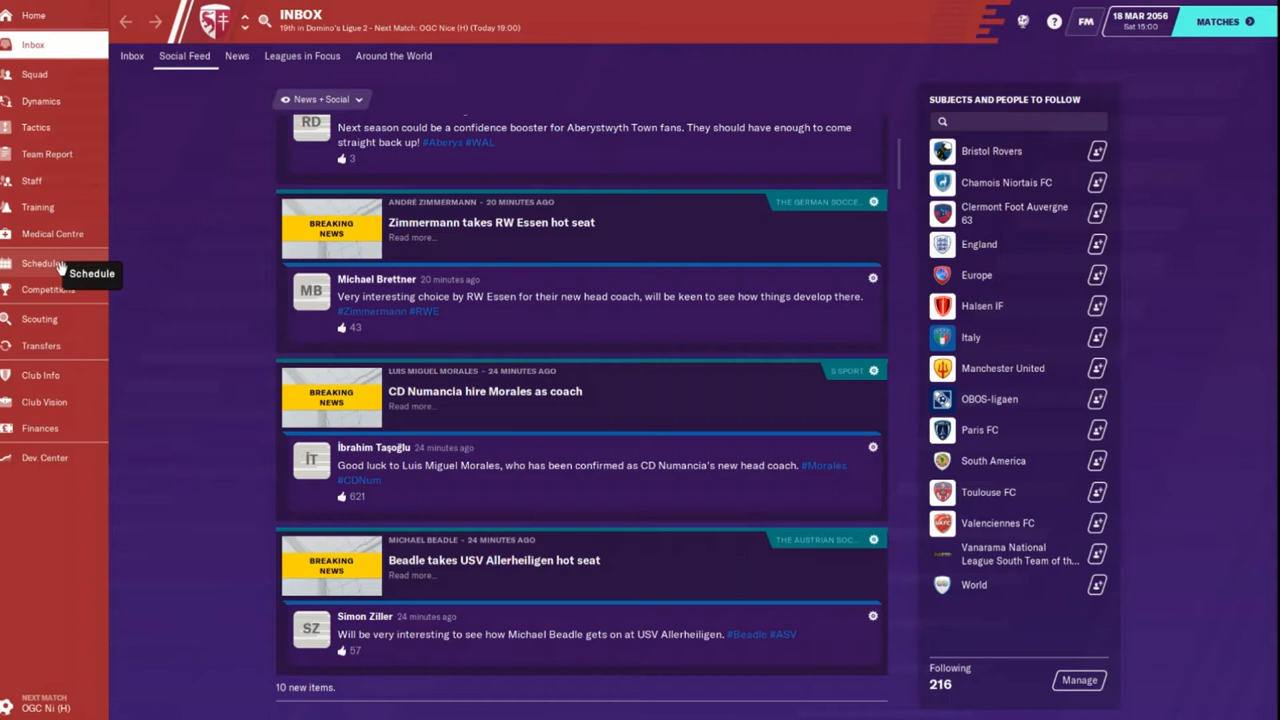 Home
Inbox
Squad
Dynamics
Tactics
Team Report
Staff
Training
Medical Centre
Schedule
Schedule
Competitions
Scouting
Transfers
Club Info
Club Vision
Finances
Dev. Center
NEXT MATCH
OGC Ni (H)
INBOX
19th in Domino's Ligue 2 - Next Match: OGC Nice (H) (Today 19:00)
?
FM
18 MAR 2056
Sat 15:00
MATCHES
Inbox
Social Feed
News
Leagues in Focus
Around the World
News + Social
RD
Next season could be a confidence booster for Aberystwyth Town fans. They should have enough to come
straight back up! #Aberys #WAL
3
BREAKING
NEWS
ANDRÉ ZIMMERMANN - 20 MINUTES AGO
THE GERMAN SOCCE...
Zimmermann takes RW Essen hot seat
Read more...
MB
Michael Brettner 20 minutes ago
Very interesting choice by RW Essen for their new head coach, will be keen to see how things develop there.
#Zimmermann #RWE
43
BREAKING
NEWS
LUIS MIGUEL MORALES - 24 MINUTES AGO
CD Numancia hire Morales as coach
Read more...
İT
İbrahim Taşoğlu 24 minutes ago
Good luck to Luis Miguel Morales, who has been confirmed as CD Numancia's new head coach. #Morales
#CDNum
621
BREAKING
NEWS
MICHAEL BEADLE - 24 MINUTES AGO
THE AUSTRIAN SOC...
Beadle takes USV Allerheiligen hot seat
Read more...
SZ
Simon Ziller 24 minutes ago
Will be very interesting to see how Michael Beadle gets on at USV Allerheiligen. #Beadle #ASV
57
10 new items.
SUBJECTS AND PEOPLE TO FOLLOW
Bristol Rovers
Chamois Niortais FC
Clermont Foot Auvergne
63
England
Europe
Halsen IF
Italy
Manchester United
OBOS-ligaen
Paris FC
South America
Toulouse FC
Valenciennes FC
Vanarama National
League South Team of th...
World
Following
216
Manage